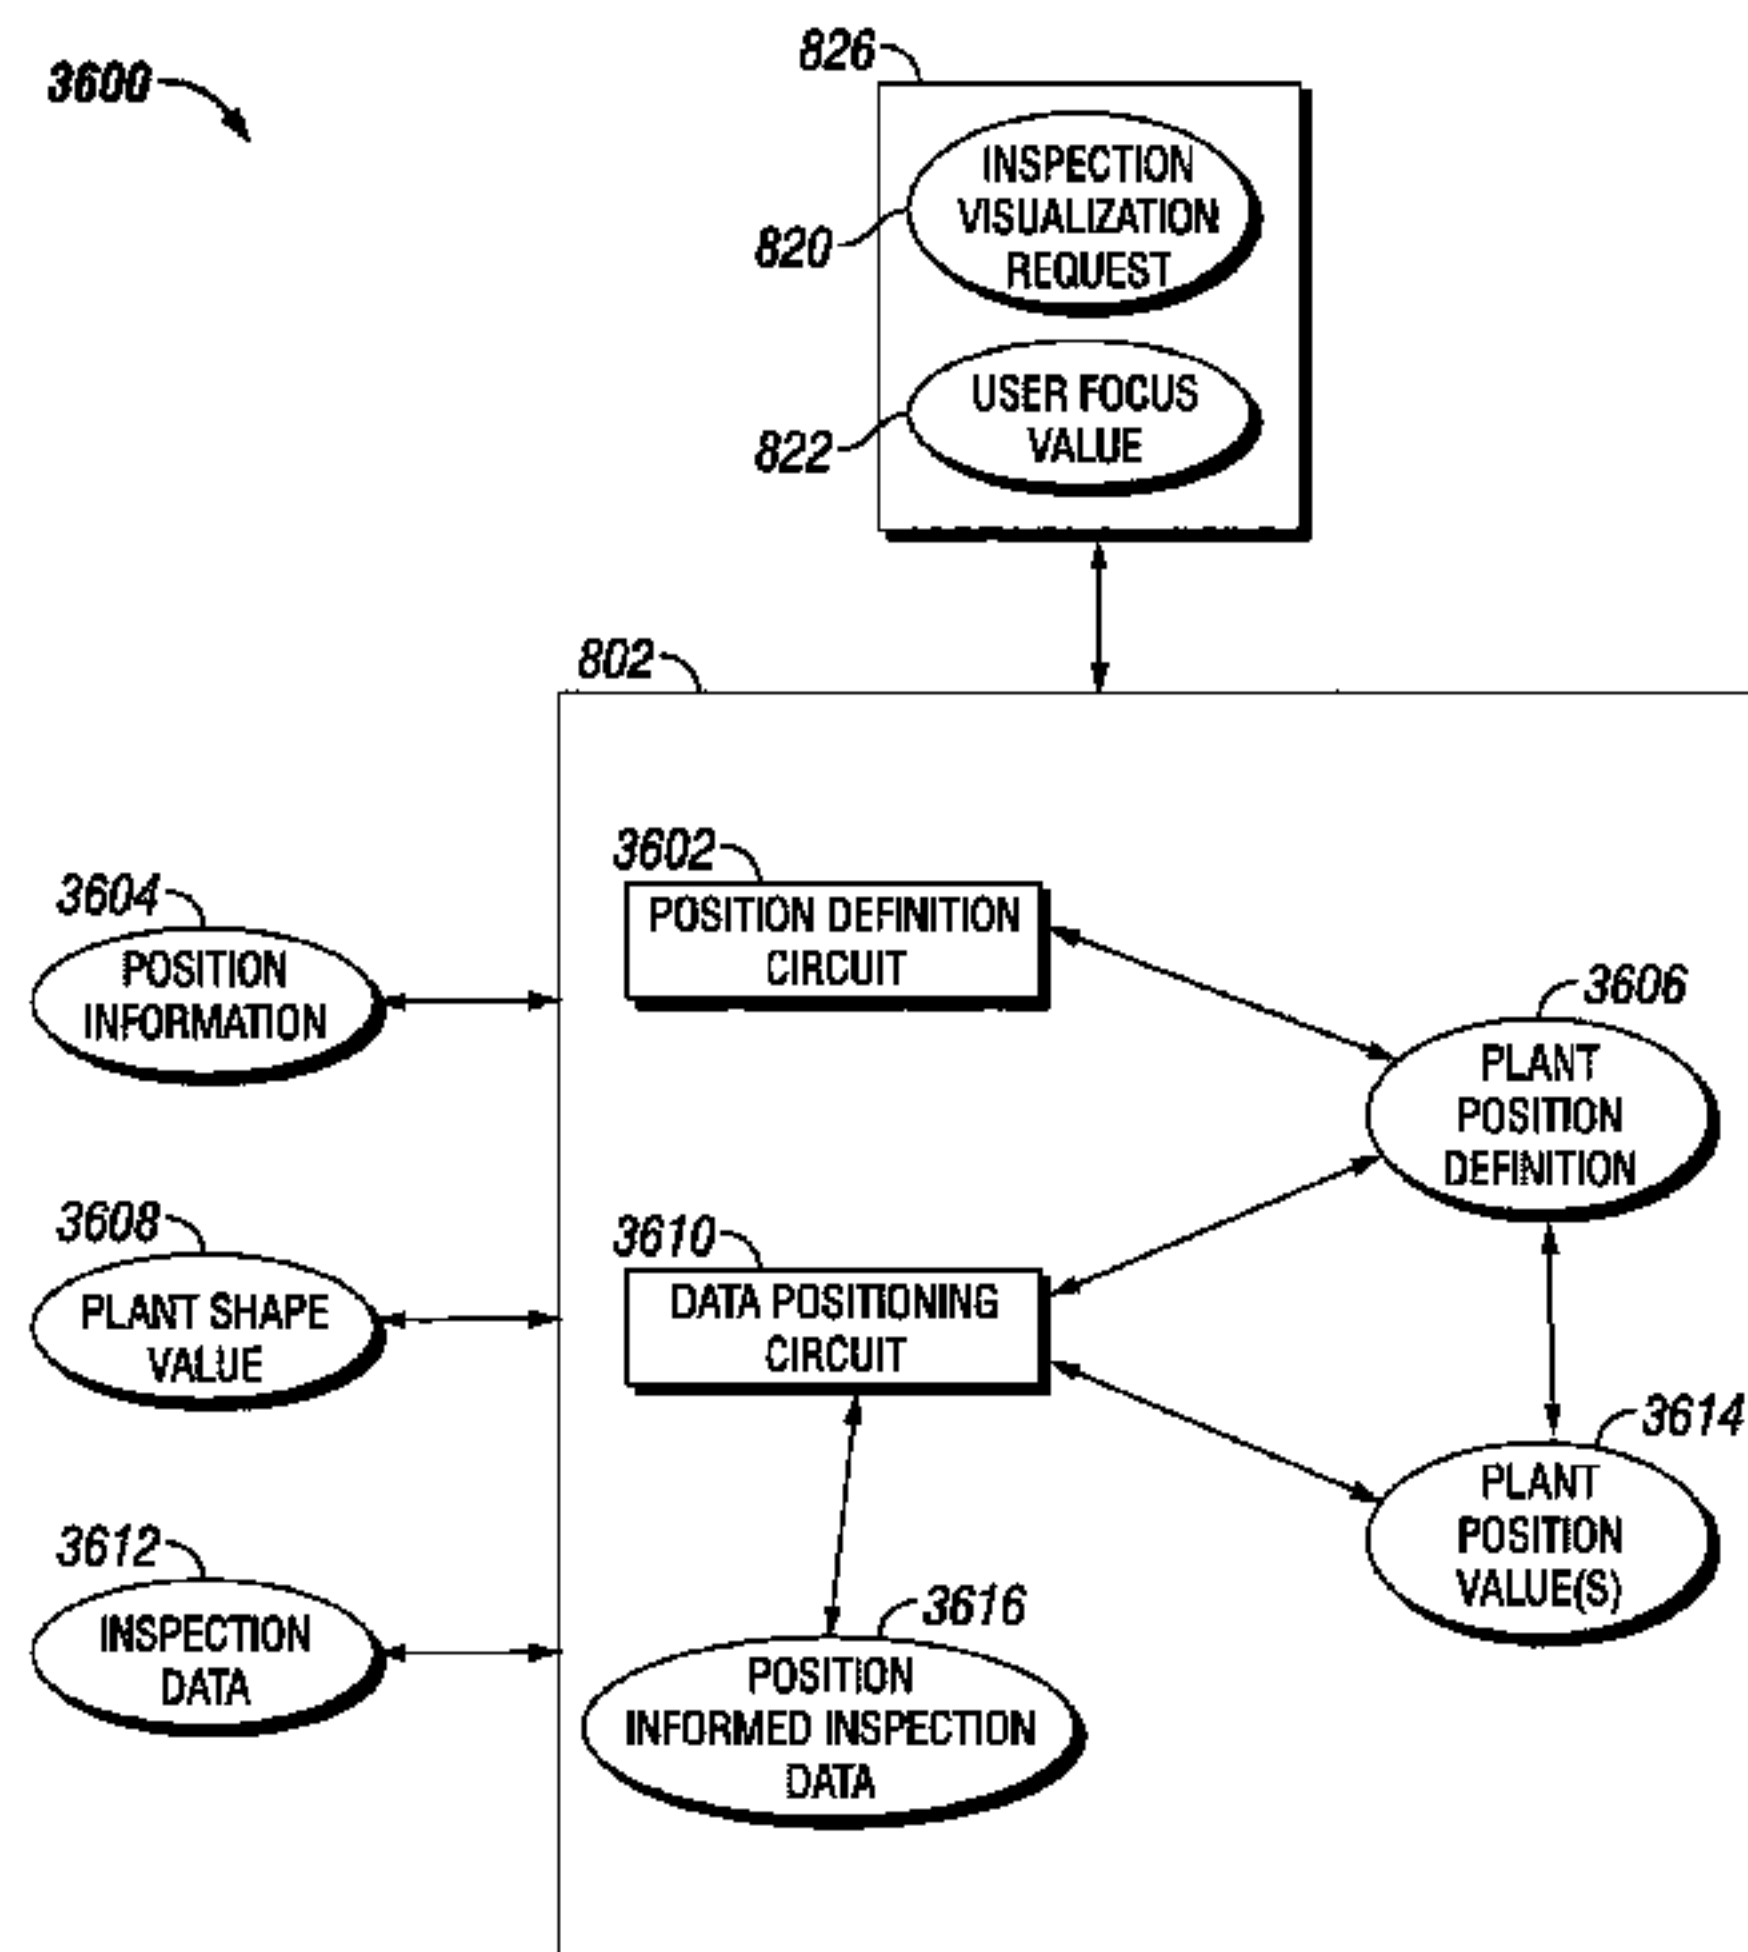 3600
826
INSPECTION
VISUALIZATION
REQUEST
820
USER FOCUS
VALUE
822
802
3602
POSITION DEFINITION
CIRCUIT
3604
POSITION
INFORMATION
3606
PLANT
POSITION
DEFINITION
3608
PLANT SHAPE
VALUE
3610
DATA POSITIONING
CIRCUIT
3614
PLANT
POSITION
VALUE(S)
3612
INSPECTION
DATA
3616
POSITION
INFORMED INSPECTION
DATA